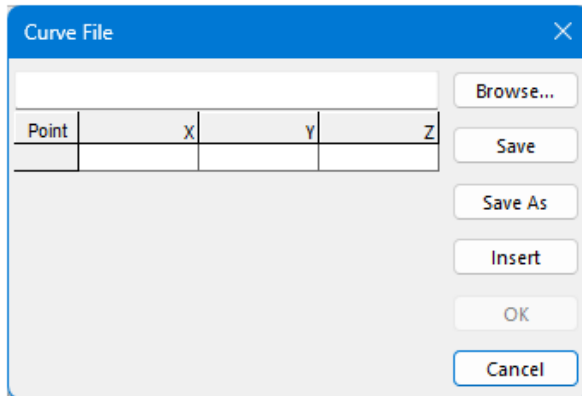 Curve File
Browse...
Point X Y Z
Save
Save As
Insert
OK
Cancel